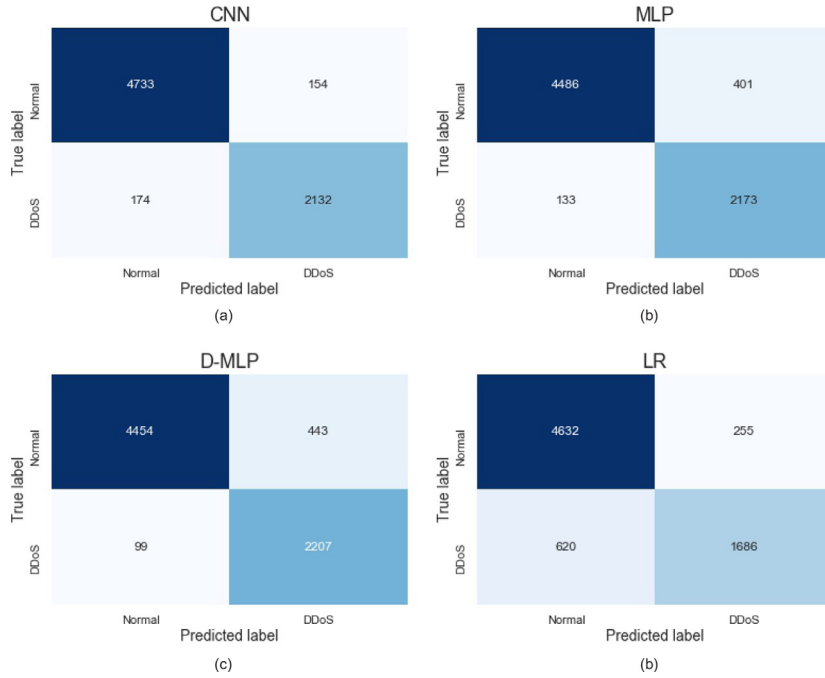 CNN
Normal 4733 154
True label
DDoS 174 2132
Normal DDoS
Predicted label
(a)
MLP
Normal 4486 401
True label
DDoS 133 2173
Normal DDoS
Predicted label
(b)
D-MLP
Normal 4454 443
True label
DDoS 99 2207
Normal DDoS
Predicted label
(c)
LR
Normal 4632 255
True label
DDoS 620 1686
Normal DDoS
Predicted label
(b)